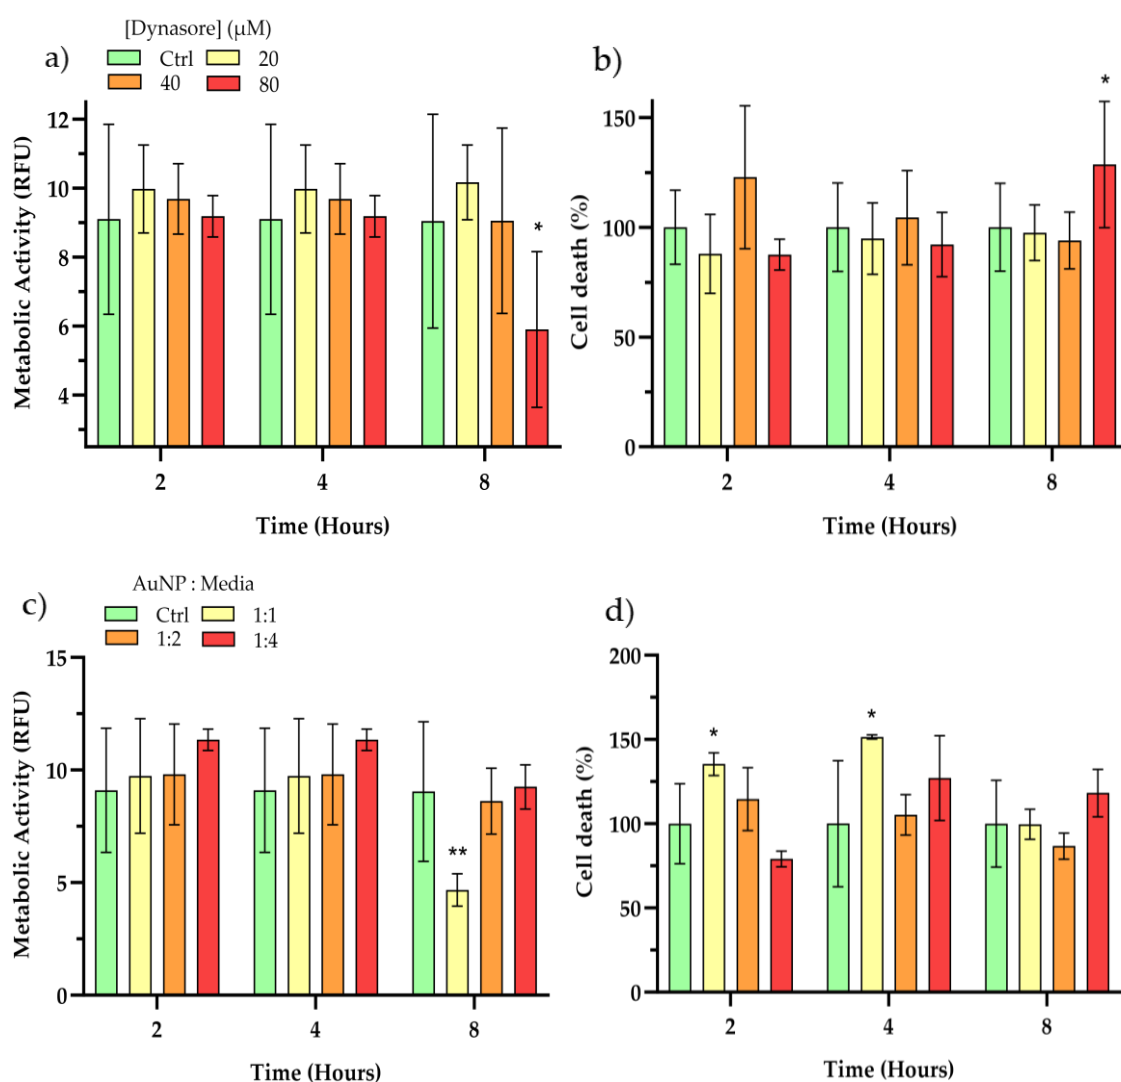 [Dynasore] (µM)
a)
Ctrl 20
40 80
Metabolic Activity (RFU)
12
10
8
6
4
*
2 4 8
Time (Hours)
b)
Cell death (%)
150
100
50
0
*
2 4 8
Time (Hours)
AuNP : Media
c)
Ctrl 1:1
1:2 1:4
Metabolic Activity (RFU)
15
10
5
0
**
2 4 8
Time (Hours)
d)
Cell death (%)
200
150
100
50
0
* *
2 4 8
Time (Hours)